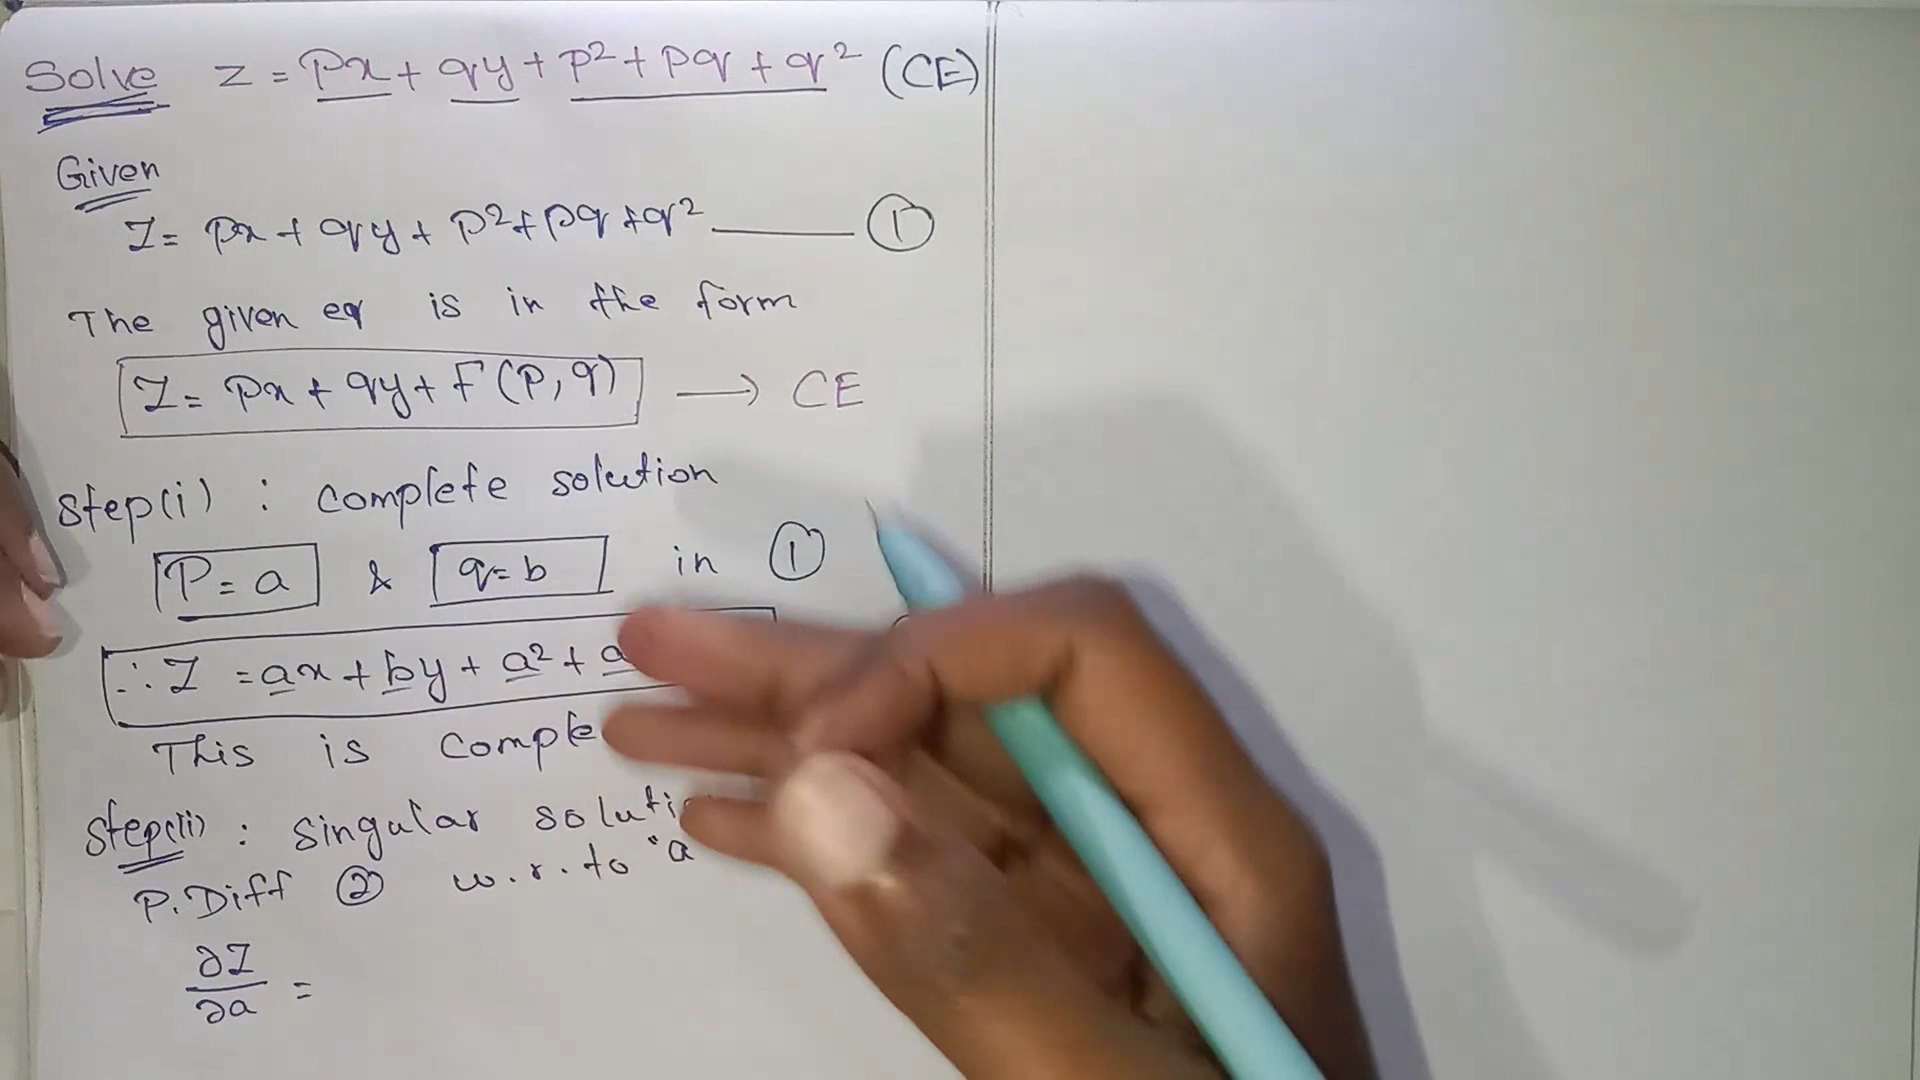 Solve z = px + qy + p² + pq + q² (CE)
Given
Z = px + qy + p² + pq + q² ——— ①
The given eq is in the form
Z = px + qy + F(p, q) → CE
step(i) : complete solution
P = a & q = b in ①
∴ Z = ax + by + a² + a
This is Comple
step(ii) : singular soluti
P. Diff ② w.r.to "a
∂Z/∂a =